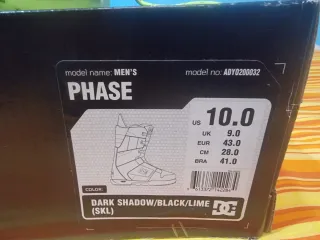 model name: MEN'S
model no: ADYO200032
PHASE
US 10.0
UK 9.0
EUR 43.0
CM 28.0
BRA 41.0
COLOR:
DARK SHADOW/BLACK/LIME
(SKL)
DC